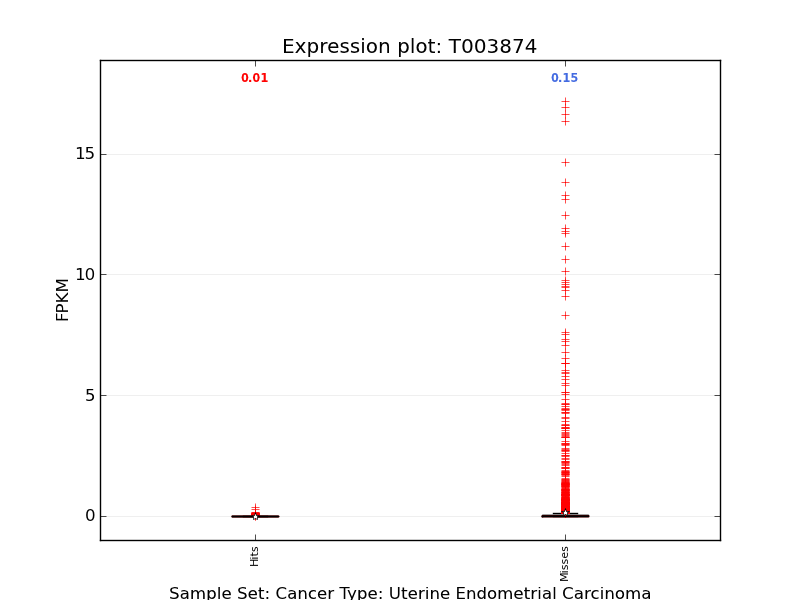 Expression plot: T003874
0.01
0.15
15
10
5
0
FPKM
Hits
Misses
Sample Set: Cancer Type: Uterine Endometrial Carcinoma